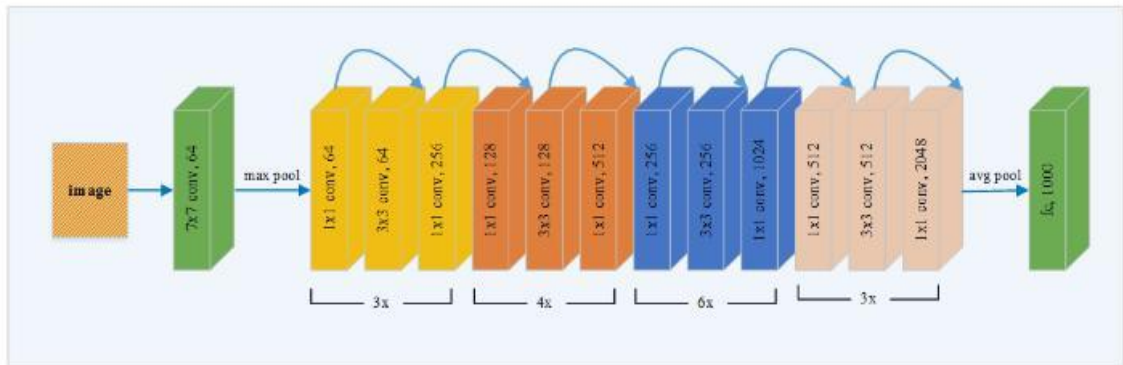 image
7x7 conv, 64
max pool
1x1 conv, 64
3x3 conv, 64
1x1 conv, 256
1x1 conv, 128
3x3 conv, 128
1x1 conv, 512
1x1 conv, 256
3x3 conv, 256
1x1 conv, 1024
1x1 conv, 512
3x3 conv, 512
1x1 conv, 2048
avg pool
fc, 1000
3x
4x
6x
3x